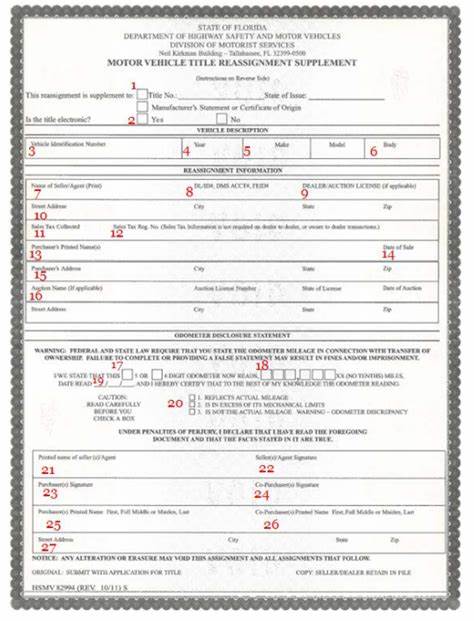 STATE OF FLORIDA
DEPARTMENT OF HIGHWAY SAFETY AND MOTOR VEHICLES
DIVISION OF MOTORIST SERVICES
Neil Kirkman Building - Tallahassee, FL 32399-0500
MOTOR VEHICLE TITLE REASSIGNMENT SUPPLEMENT
(Instructions on Reverse Side)
1
This reassignment is supplement to: Title No.: State of Issue:
Manufacturer's Statement or Certificate of Origin
Is the title electronic? 2 Yes No
VEHICLE DESCRIPTION
Vehicle Identification Number Year Make Model Body
3 4 5 6
REASSIGNMENT INFORMATION
Name of Seller/Agent (Print) DL/ID#, DMS ACCT#, FEID# DEALER/AUCTION LICENSE (if applicable)
7 8 9
Street Address City State Zip
10
Sales Tax Collected Sales Tax Reg. No. (Sales Tax Information is not required on dealer to dealer, or owner to dealer transactions.)
11 12
Purchaser's Printed Name(s) Date of Sale
13 14
Purchaser's Address City State Zip
15
Auction Name (If applicable) Auction License Number State of License Date of Auction
16
Street Address City State Zip
ODOMETER DISCLOSURE STATEMENT
WARNING: FEDERAL AND STATE LAW REQUIRE THAT YOU STATE THE ODOMETER MILEAGE IN CONNECTION WITH TRANSFER OF
OWNERSHIP. FAILURE TO COMPLETE OR PROVIDING A FALSE STATEMENT MAY RESULT IN FINES AND/OR IMPRISONMENT.
17 18
I/WE STATE THAT THIS 5 OR 6 DIGIT ODOMETER NOW READS .XX (NO TENTHS) MILES,
DATE READ 19 / / AND I HEREBY CERTIFY THAT TO THE BEST OF MY KNOWLEDGE THE ODOMETER READING:
CAUTION: 1. REFLECTS ACTUAL MILEAGE
READ CAREFULLY 20 2. IS IN EXCESS OF ITS MECHANICAL LIMITS
BEFORE YOU 3. IS NOT THE ACTUAL MILEAGE WARNING - ODOMETER DISCREPANCY
CHECK A BOX
UNDER PENALTIES OF PERJURY, I DECLARE THAT I HAVE READ THE FOREGOING
DOCUMENT AND THAT THE FACTS STATED IN IT ARE TRUE.
Printed name of seller (s)/Agent Seller(s)/Agent Signature
21 22
Purchaser(s) Signature Co-Purchaser(s) Signature
23 24
Purchaser(s) Printed Name First, Full Middle or Maiden, Last Co-Purchaser(s) Printed Name First, Full Middle or Maiden, Last
25 26
Street Address City State Zip
27
NOTICE: ANY ALTERATION OR ERASURE MAY VOID THIS ASSIGNMENT AND ALL ASSIGNMENTS THAT FOLLOW.
ORIGINAL: SUBMIT WITH APPLICATION FOR TITLE COPY: SELLER/DEALER RETAIN IN FILE
HSMV 82994 (REV. 10/11) S